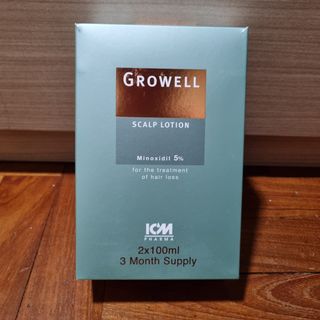 GROWELL
SCALP LOTION
Minoxidil 5%
for the treatment
of hair loss
ICM
PHARMA
2x100ml
3 Month Supply